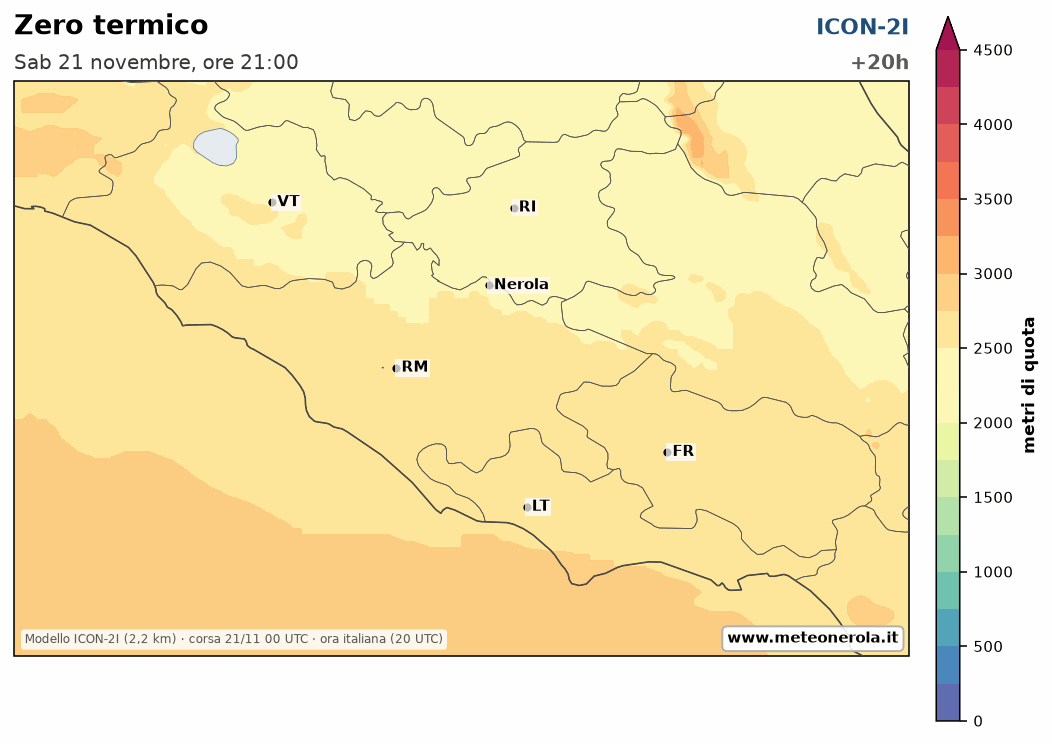 Zero termico
ICON-2I
Sab 21 novembre, ore 21:00
+20h
4500
4000
3500
3000
2500
2000
1500
1000
500
0
metri di quota
VT
RI
Nerola
RM
FR
LT
Modello ICON-2I (2,2 km) · corsa 21/11 00 UTC · ora italiana (20 UTC)
www.meteonerola.it